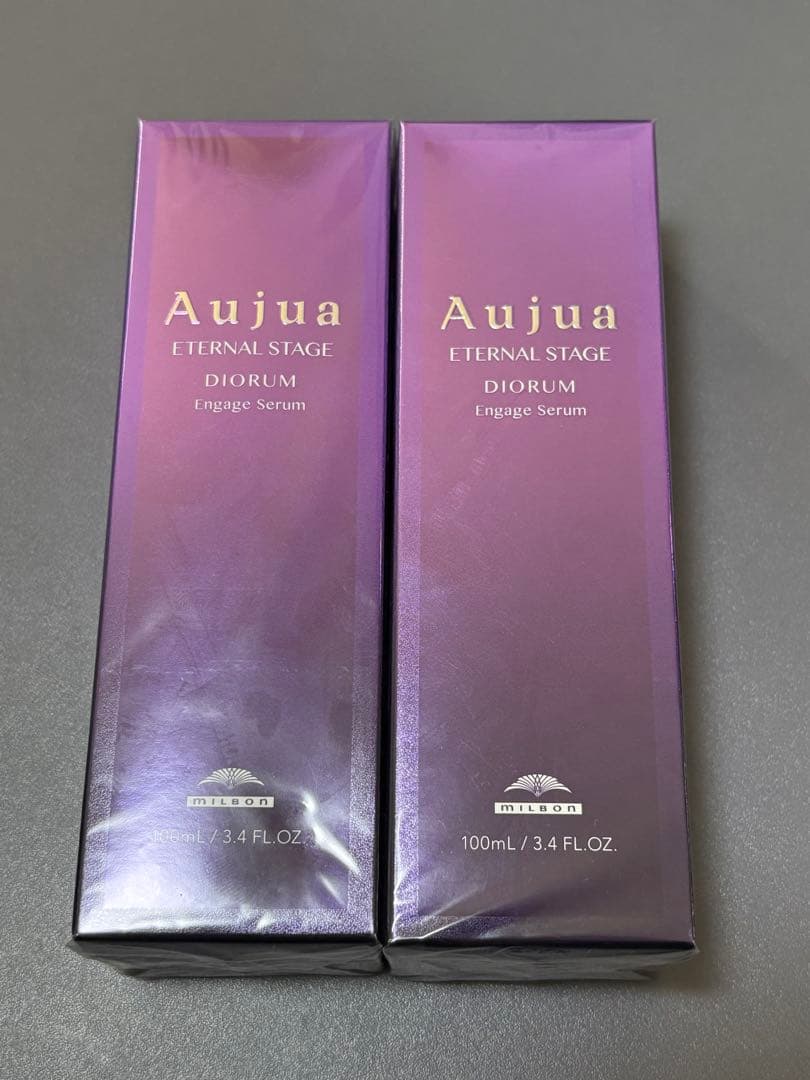 Aujua
ETERNAL STAGE
DIORUM
Engage Serum
MILBON
100mL / 3.4 FL.OZ.
Aujua
ETERNAL STAGE
DIORUM
Engage Serum
MILBON
100mL / 3.4 FL.OZ.